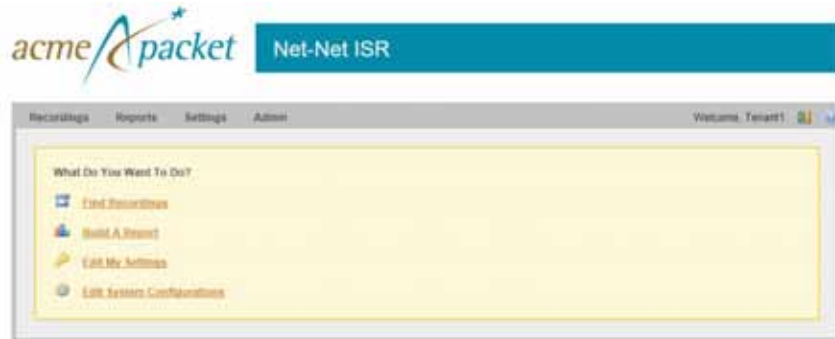 acme packet
Net-Net ISR
Recordings Reports Settings Admin Welcome, Tenant1
What Do You Want To Do?
Find Recordings
Build A Report
Edit My Settings
Edit System Configurations